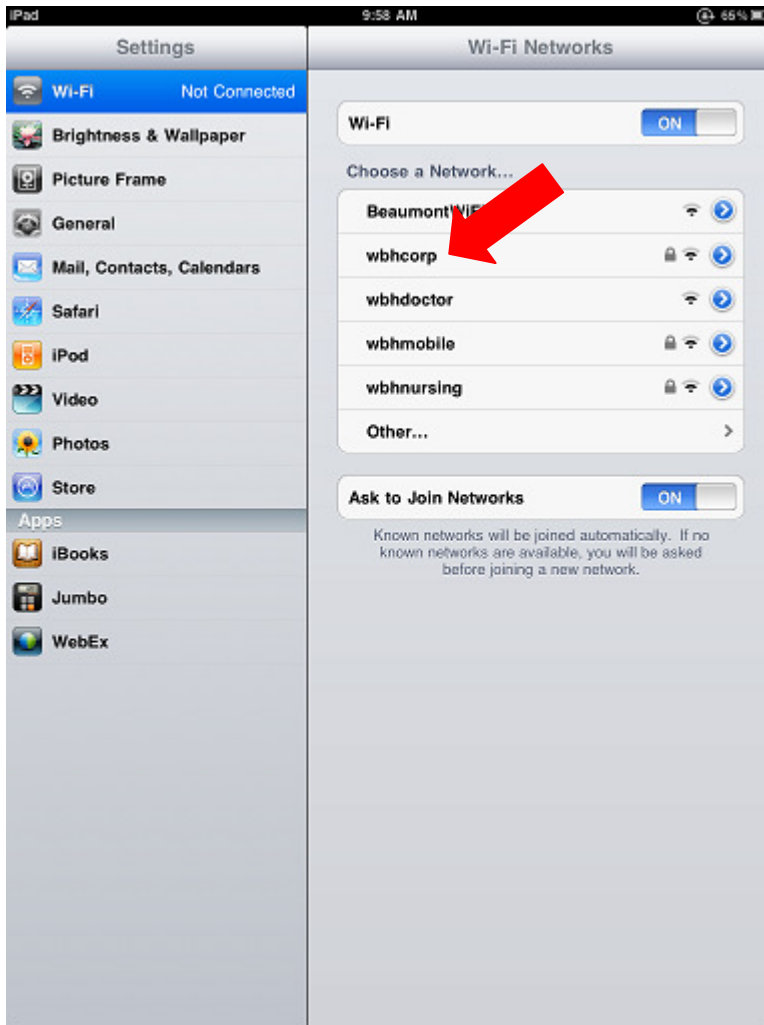 iPad 9:58 AM 65%
Settings
Wi-Fi Networks
Wi-Fi Not Connected
Brightness & Wallpaper
Picture Frame
General
Mail, Contacts, Calendars
Safari
iPod
Video
Photos
Store
Apps
iBooks
Jumbo
WebEx
Wi-Fi ON
Choose a Network...
BeaumontWiFi
wbhcorp
wbhdoctor
wbhmobile
wbhnursing
Other...
Ask to Join Networks ON
Known networks will be joined automatically. If no
known networks are available, you will be asked
before joining a new network.